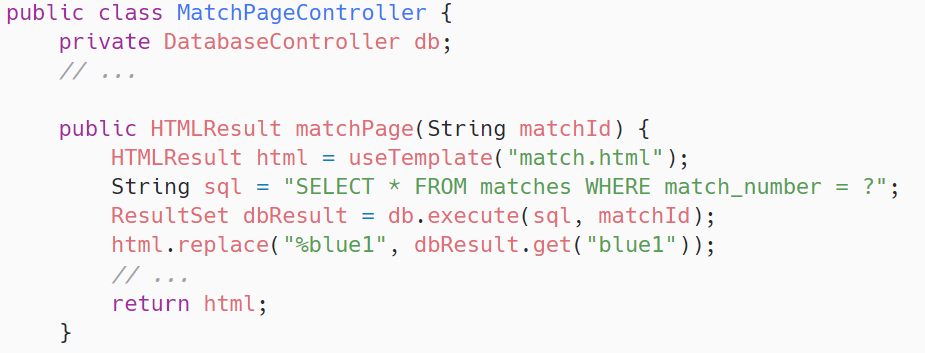 public class MatchPageController {
    private DatabaseController db;
    // ...

    public HTMLResult matchPage(String matchId) {
        HTMLResult html = useTemplate("match.html");
        String sql = "SELECT * FROM matches WHERE match_number = ?";
        ResultSet dbResult = db.execute(sql, matchId);
        html.replace("%blue1", dbResult.get("blue1"));
        // ...
        return html;
    }